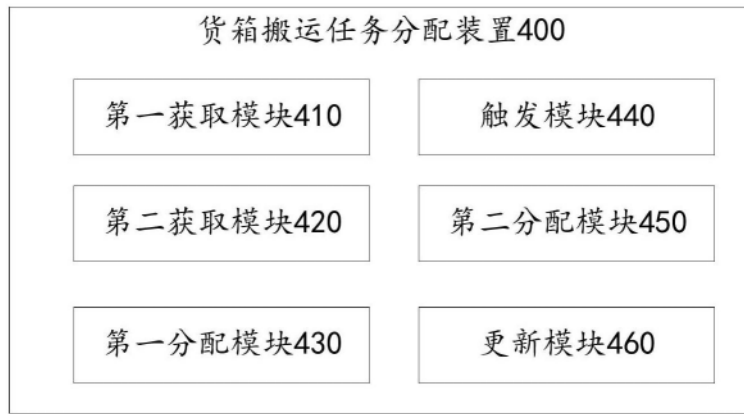 货箱搬运任务分配装置400
第一获取模块410
触发模块440
第二获取模块420
第二分配模块450
第一分配模块430
更新模块460